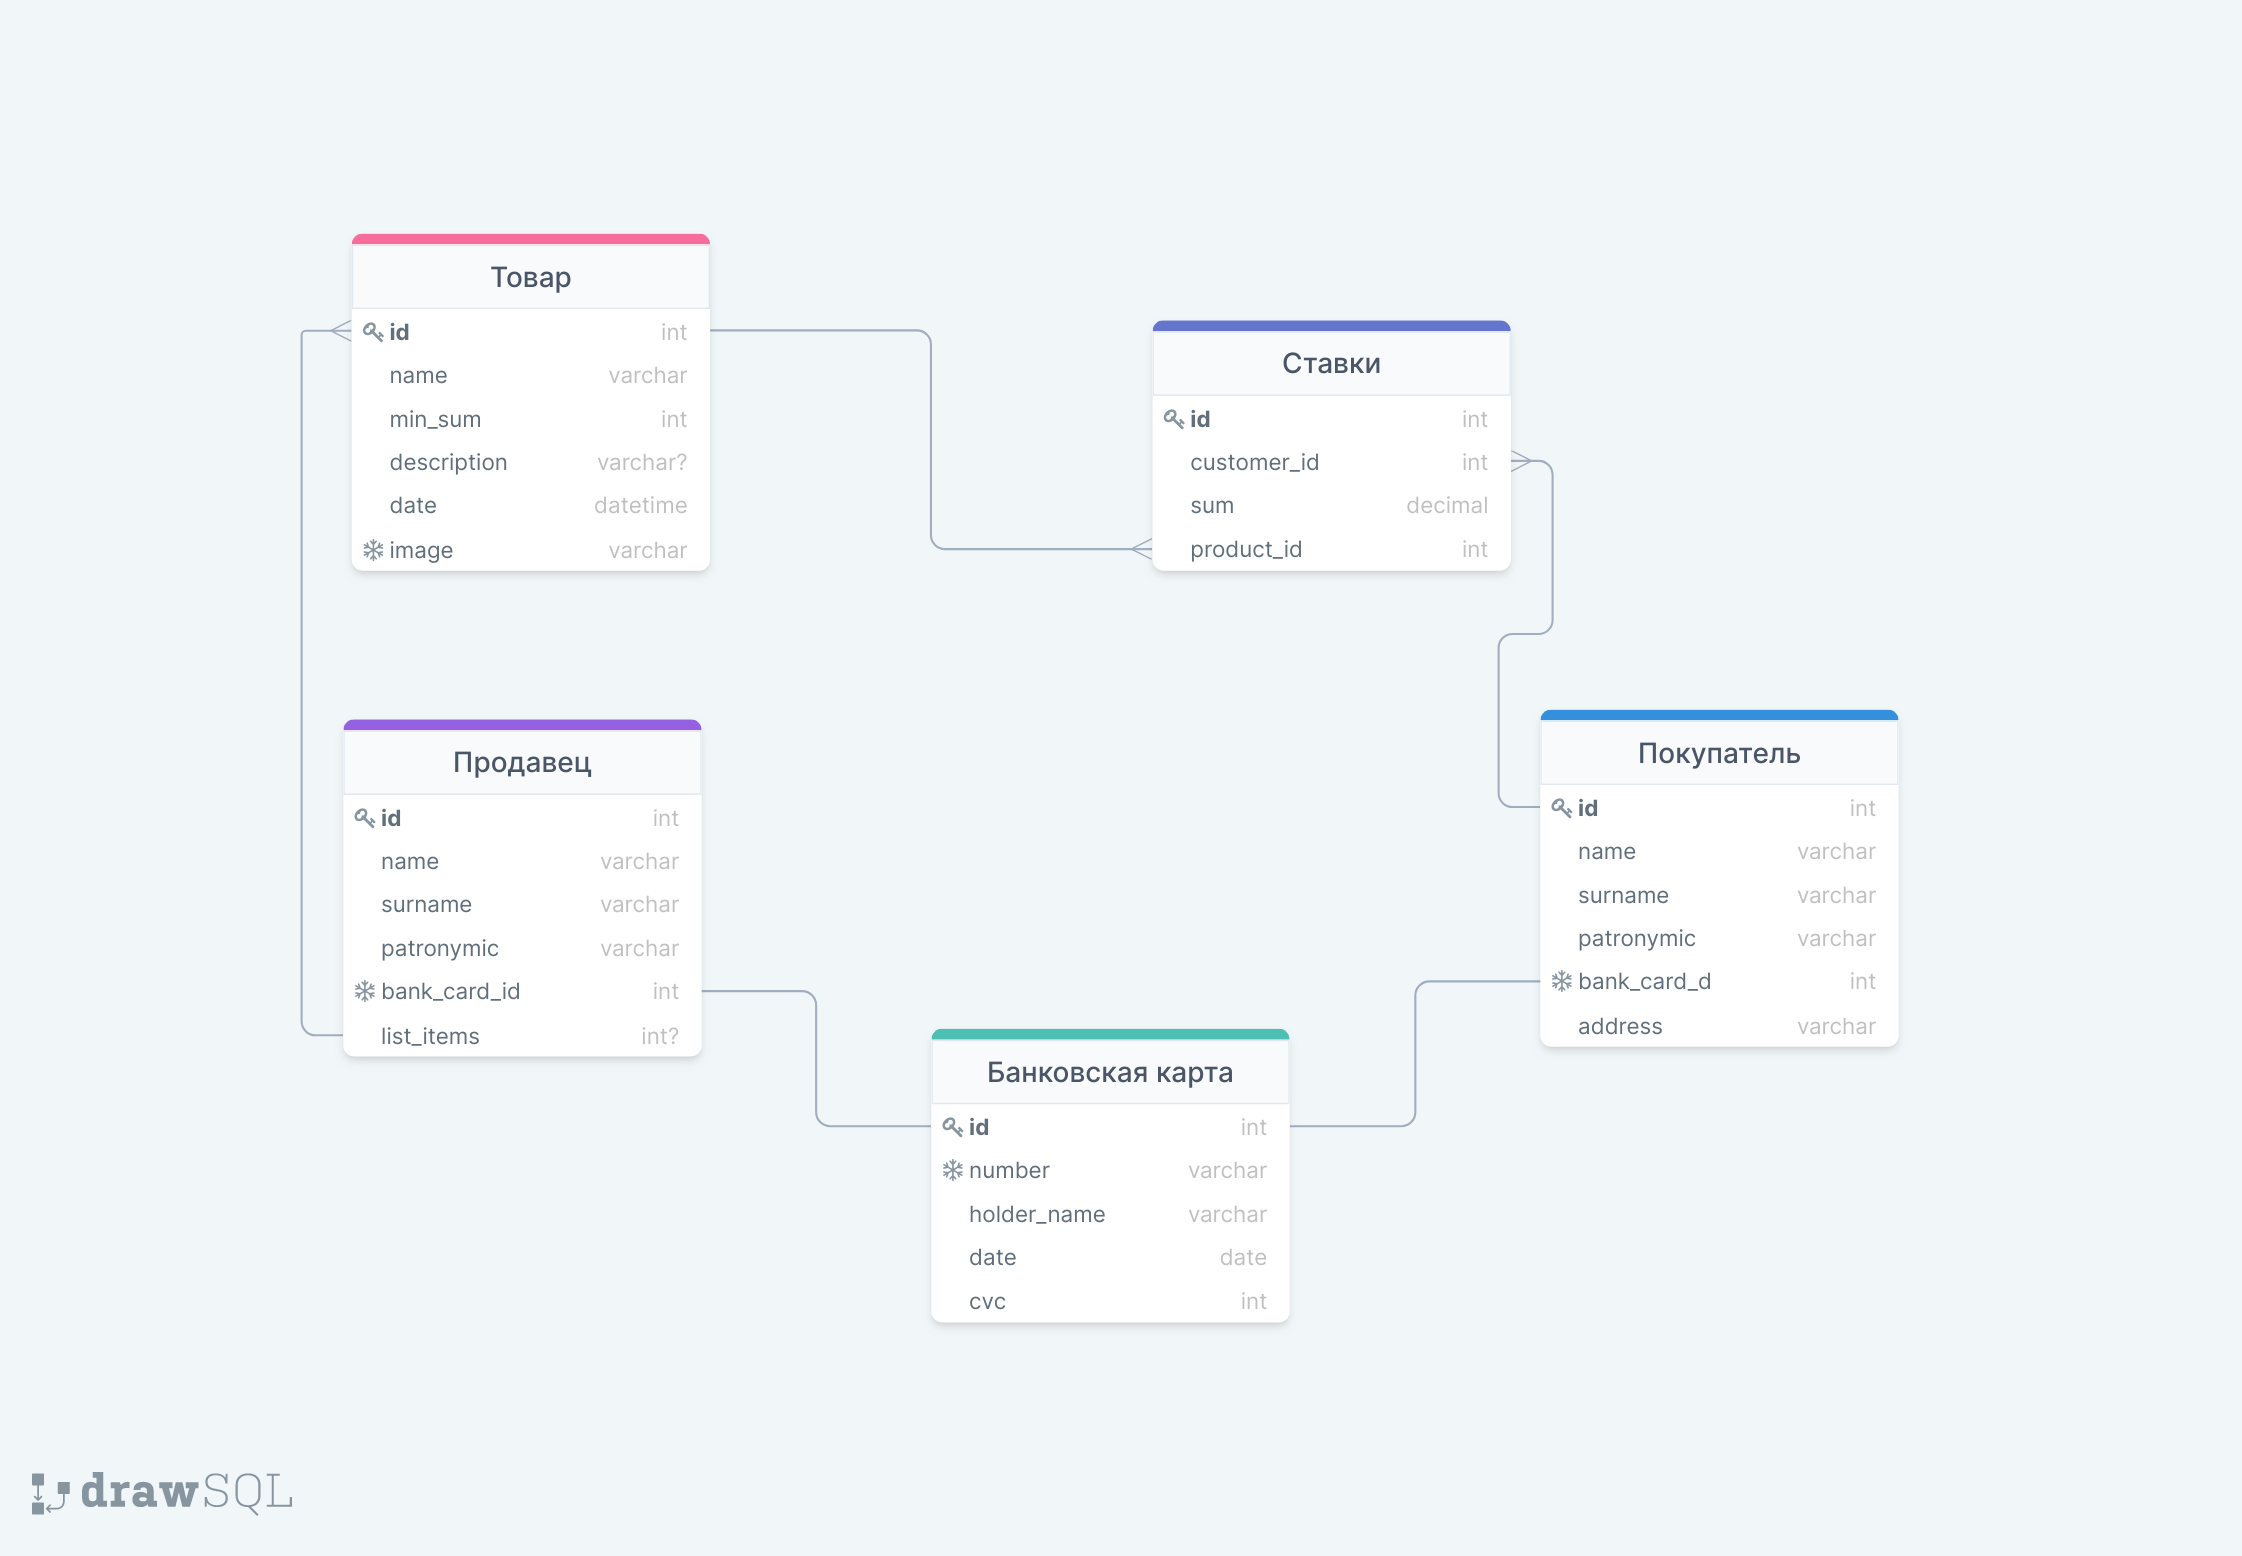 Товар
id int
name varchar
min_sum int
description varchar?
date datetime
image varchar
Ставки
id int
customer_id int
sum decimal
product_id int
Продавец
id int
name varchar
surname varchar
patronymic varchar
bank_card_id int
list_items int?
Покупатель
id int
name varchar
surname varchar
patronymic varchar
bank_card_d int
address varchar
Банковская карта
id int
number varchar
holder_name varchar
date date
cvc int
drawSQL